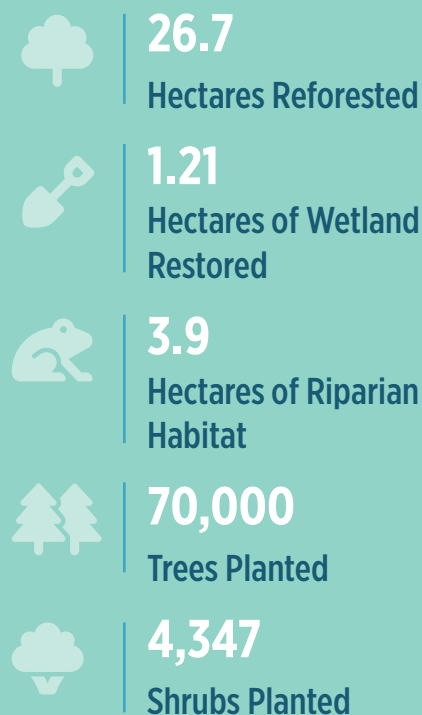 26.7
Hectares Reforested
1.21
Hectares of Wetland
Restored
3.9
Hectares of Riparian
Habitat
70,000
Trees Planted
4,347
Shrubs Planted